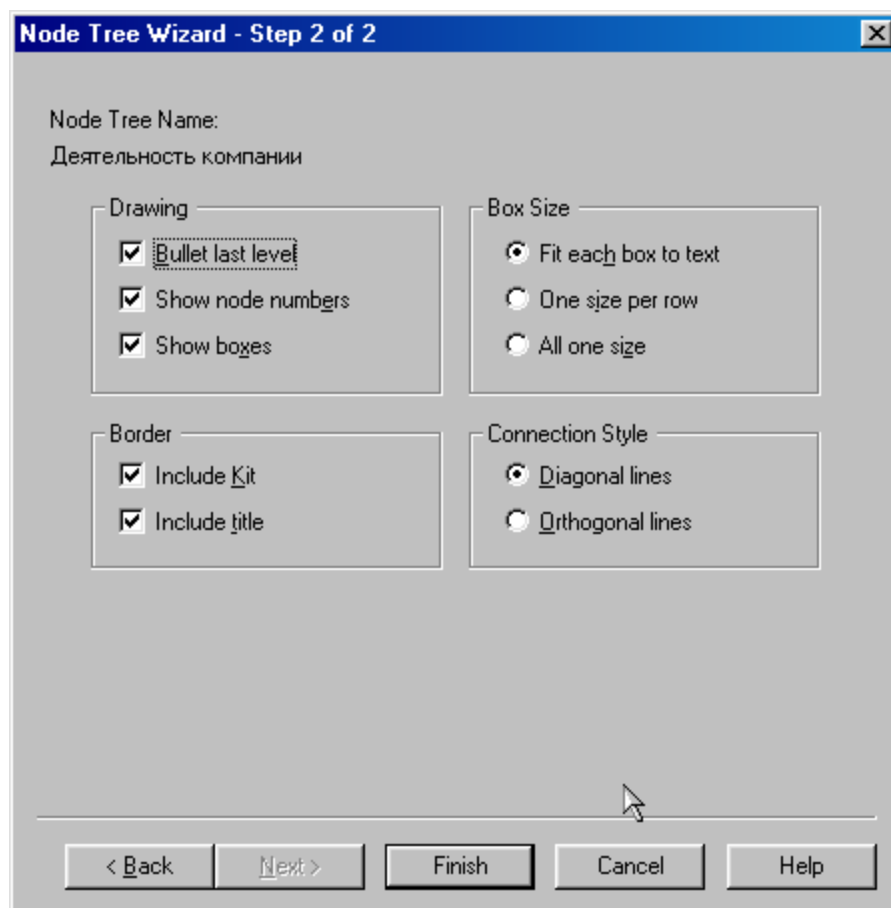 Node Tree Wizard - Step 2 of 2
Node Tree Name:
Деятельность компании
Drawing
Bullet last level
Show node numbers
Show boxes
Box Size
Fit each box to text
One size per row
All one size
Border
Include Kit
Include title
Connection Style
Diagonal lines
Orthogonal lines
< Back
Next >
Finish
Cancel
Help